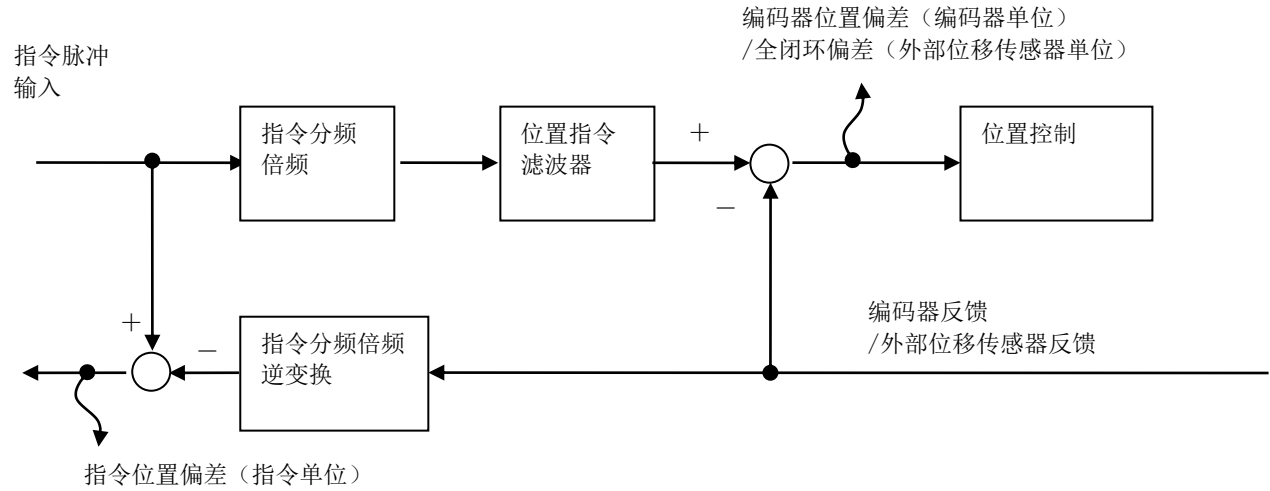 编码器位置偏差（编码器单位）
/全闭环偏差（外部位移传感器单位）
指令脉冲
输入
指令分频
倍频
位置指令
滤波器
+
−
位置控制
编码器反馈
/外部位移传感器反馈
+
−
指令分频倍频
逆变换
指令位置偏差（指令单位）